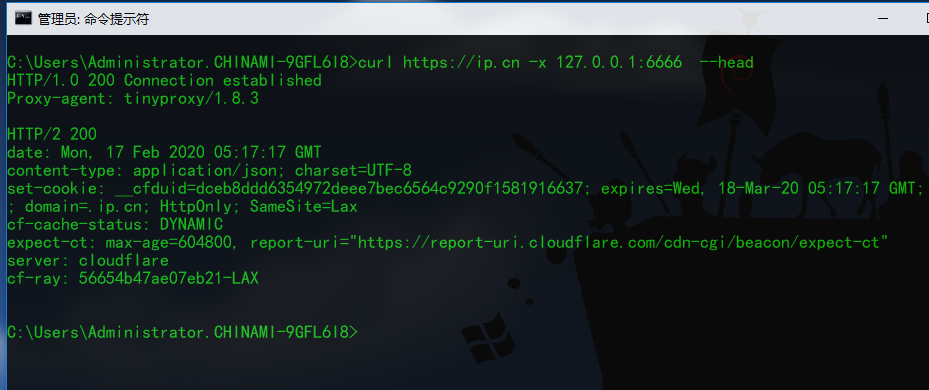 管理员: 命令提示符
C:\Users\Administrator.CHINAMI-9GFL6I8>curl https://ip.cn -x 127.0.0.1:6666  --head
HTTP/1.0 200 Connection established
Proxy-agent: tinyproxy/1.8.3
HTTP/2 200
date: Mon, 17 Feb 2020 05:17:17 GMT
content-type: application/json; charset=UTF-8
set-cookie: __cfduid=dceb8ddd6354972deee7bec6564c9290f1581916637; expires=Wed, 18-Mar-20 05:17:17 GMT;
; domain=.ip.cn; HttpOnly; SameSite=Lax
cf-cache-status: DYNAMIC
expect-ct: max-age=604800, report-uri="https://report-uri.cloudflare.com/cdn-cgi/beacon/expect-ct"
server: cloudflare
cf-ray: 56654b47ae07eb21-LAX
C:\Users\Administrator.CHINAMI-9GFL6I8>